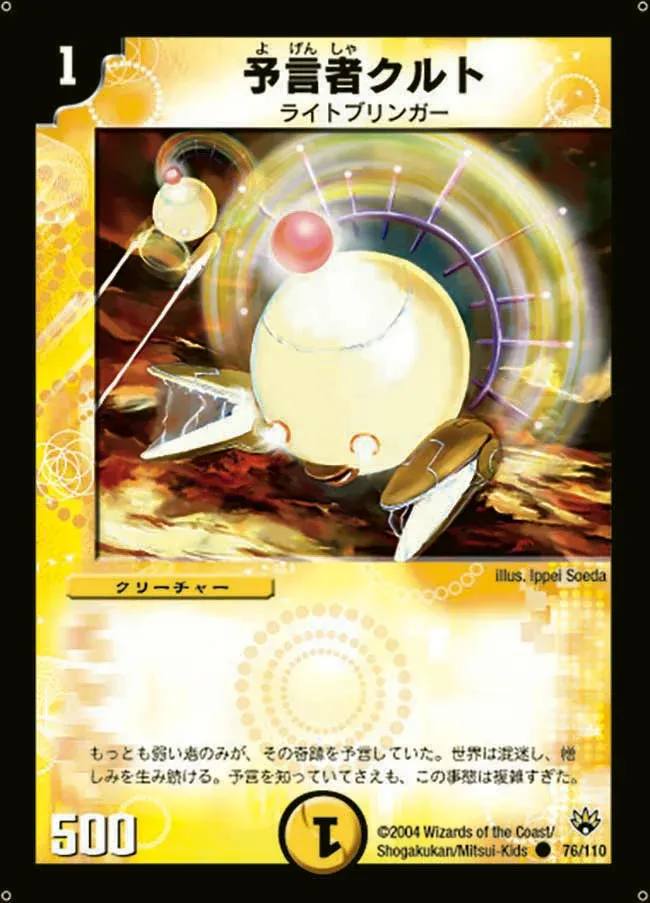 1
よ げん しゃ
予言者クルト
ライトブリンガー
illus. Ippei Soeda
クリーチャー
もっとも弱い者のみが、その奇跡を予言していた。世界は混迷し、憎
しみを生み続ける。予言を知っていてさえも、この事態は複雑すぎた。
500
1
©2004 Wizards of the Coast/
Shogakukan/Mitsui-Kids
76/110